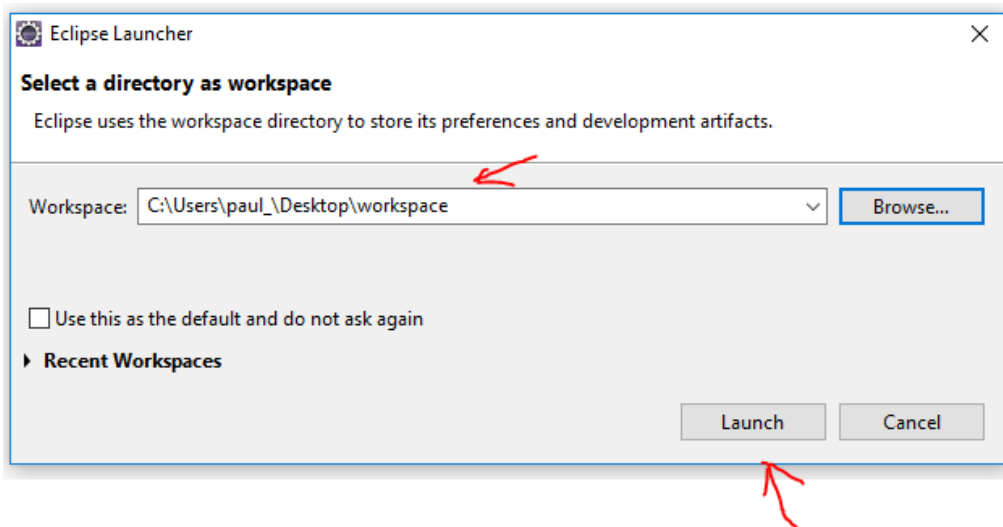 Eclipse Launcher
Select a directory as workspace
Eclipse uses the workspace directory to store its preferences and development artifacts.
Workspace: C:\Users\paul_\Desktop\workspace Browse...
Use this as the default and do not ask again
Recent Workspaces
Launch Cancel